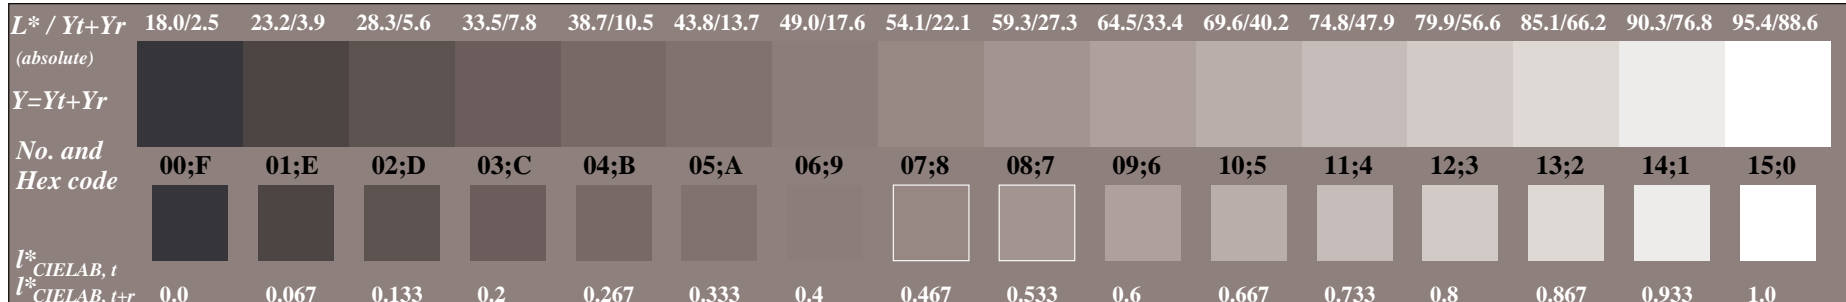 L* / Yt+Yr 18.0/2.5 23.2/3.9 28.3/5.6 33.5/7.8 38.7/10.5 43.8/13.7 49.0/17.6 54.1/22.1 59.3/27.3 64.5/33.4 69.6/40.2 74.8/47.9 79.9/56.6 85.1/66.2 90.3/76.8 95.4/88.6
(absolute)
Y=Yt+Yr
No. and
Hex code 00;F 01;E 02;D 03;C 04;B 05;A 06;9 07;8 08;7 09;6 10;5 11;4 12;3 13;2 14;1 15;0
l*CIELAB, t
l*CIELAB, t+r 0.0 0.067 0.133 0.2 0.267 0.333 0.4 0.467 0.533 0.6 0.667 0.733 0.8 0.867 0.933 1.0